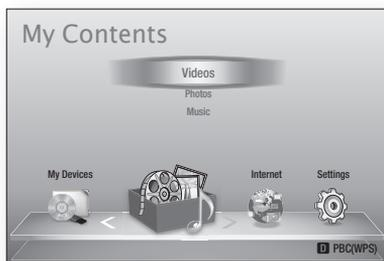 My Contents
Videos
Photos
Music
My Devices
Internet
Settings
D PBC(WPS)